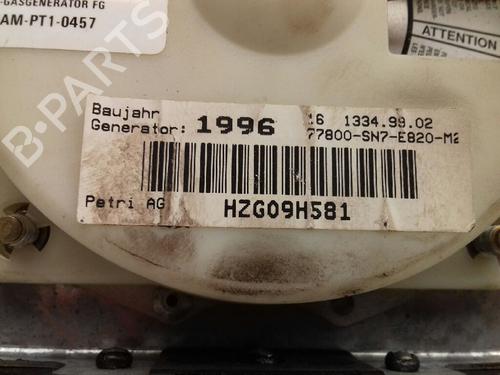 -GASGENERATOR FG
AM-PT1-0457
ATTENTION
Baujahr 16 1334.99.02
Generator: 1996 77800-SN7-E820-M2
Petri AG HZG09H581
B-Parts